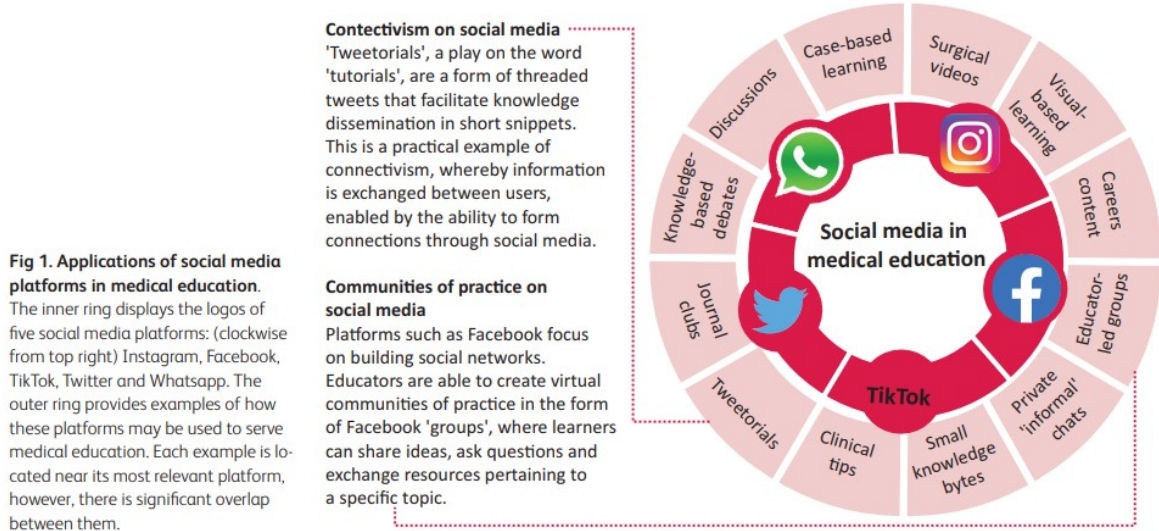 Fig 1. Applications of social media
platforms in medical education.
The inner ring displays the logos of
five social media platforms: (clockwise
from top right) Instagram, Facebook,
TikTok, Twitter and Whatsapp. The
outer ring provides examples of how
these platforms may be used to serve
medical education. Each example is lo-
cated near its most relevant platform,
however, there is significant overlap
between them.
Contectivism on social media
'Tweetorials', a play on the word
'tutorials', are a form of threaded
tweets that facilitate knowledge
dissemination in short snippets.
This is a practical example of
connectivism, whereby information
is exchanged between users,
enabled by the ability to form
connections through social media.
Communities of practice on
social media
Platforms such as Facebook focus
on building social networks.
Educators are able to create virtual
communities of practice in the form
of Facebook 'groups', where learners
can share ideas, ask questions and
exchange resources pertaining to
a specific topic.
Social media in
medical education
TikTok
Case-based
learning
Surgical
videos
Visual-
based
learning
Careers
content
Educator-
led groups
Private
'informal'
chats
Small
knowledge
bytes
Clinical
tips
Tweetorials
Journal
clubs
Knowledge-
based
debates
Discussions